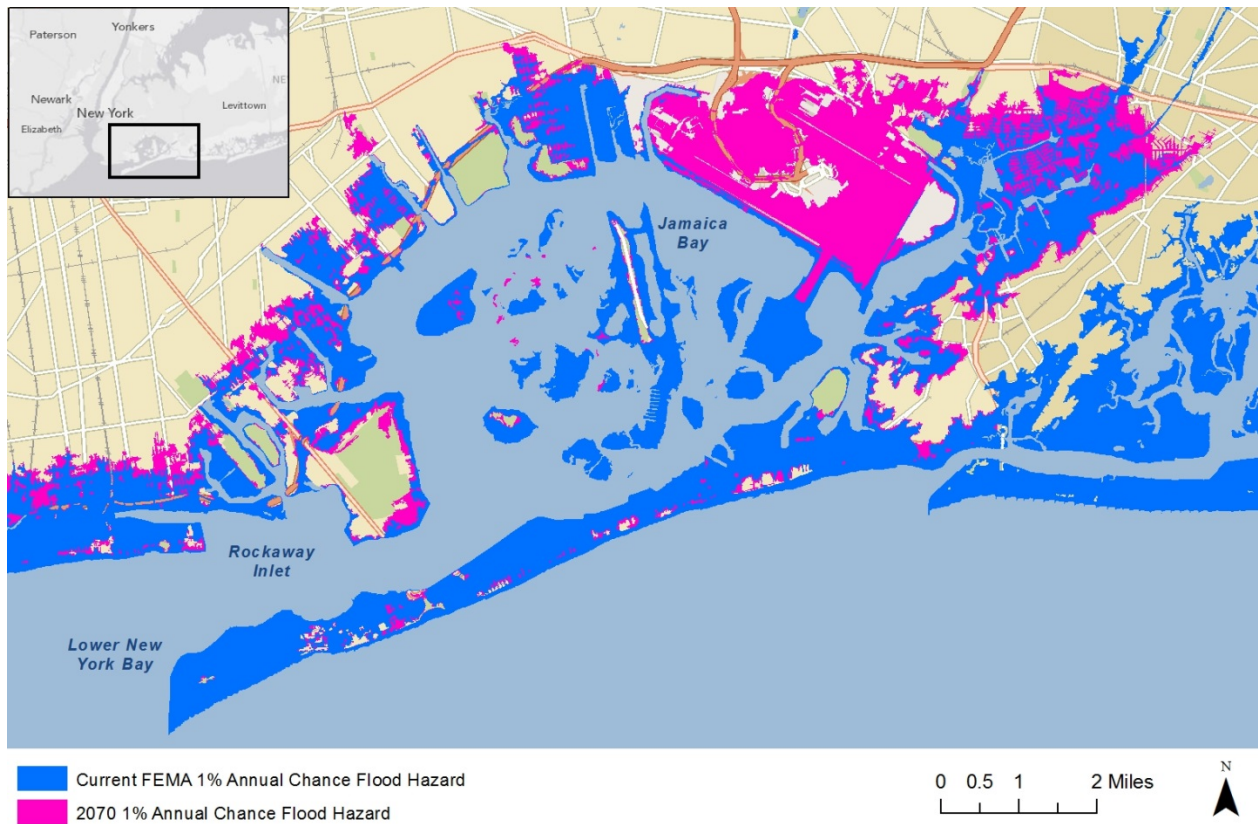 Paterson
Yonkers
Newark
New York
Levittown
Elizabeth
Jamaica
Bay
Rockaway
Inlet
Lower New
York Bay
Current FEMA 1% Annual Chance Flood Hazard
2070 1% Annual Chance Flood Hazard
0 0.5 1 2 Miles
N